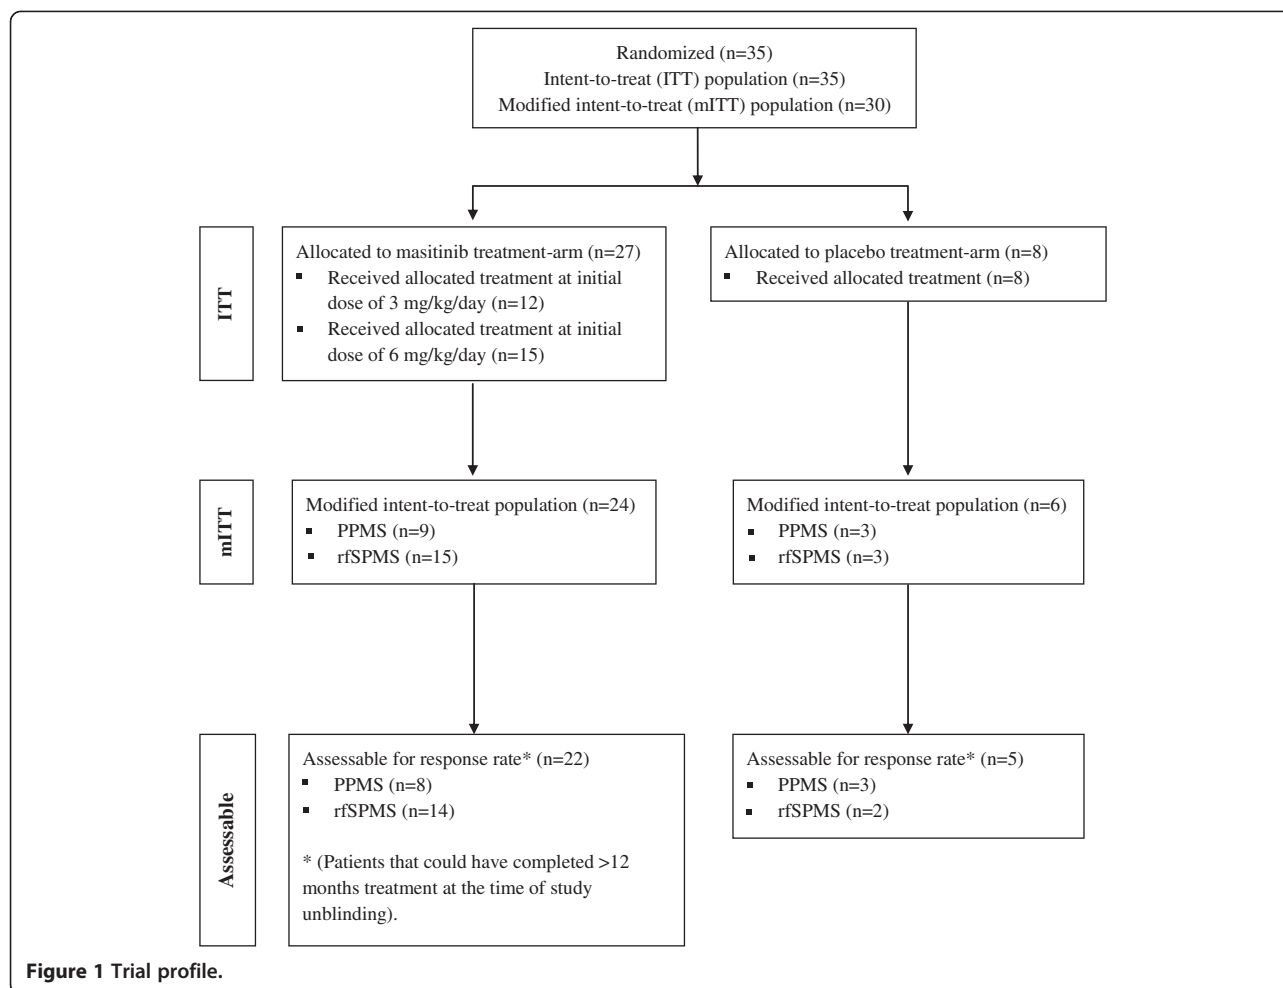 Randomized (n=35)
Intent-to-treat (ITT) population (n=35)
Modified intent-to-treat (mITT) population (n=30)
ITT
Allocated to masitinib treatment-arm (n=27)
▪ Received allocated treatment at initial
dose of 3 mg/kg/day (n=12)
▪ Received allocated treatment at initial
dose of 6 mg/kg/day (n=15)
Allocated to placebo treatment-arm (n=8)
▪ Received allocated treatment (n=8)
mITT
Modified intent-to-treat population (n=24)
▪ PPMS (n=9)
▪ rfSPMS (n=15)
Modified intent-to-treat population (n=6)
▪ PPMS (n=3)
▪ rfSPMS (n=3)
Assessable
Assessable for response rate* (n=22)
▪ PPMS (n=8)
▪ rfSPMS (n=14)
* (Patients that could have completed >12
months treatment at the time of study
unblinding).
Assessable for response rate* (n=5)
▪ PPMS (n=3)
▪ rfSPMS (n=2)
Figure 1 Trial profile.